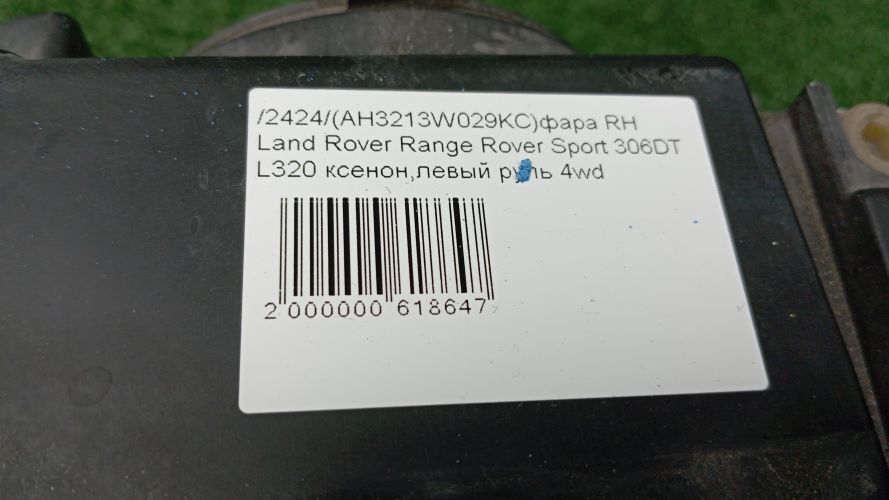 /2424/(AH3213W029KC)фара RH
Land Rover Range Rover Sport 306DT
L320 ксенон,левый руль 4wd
2 000000 618647